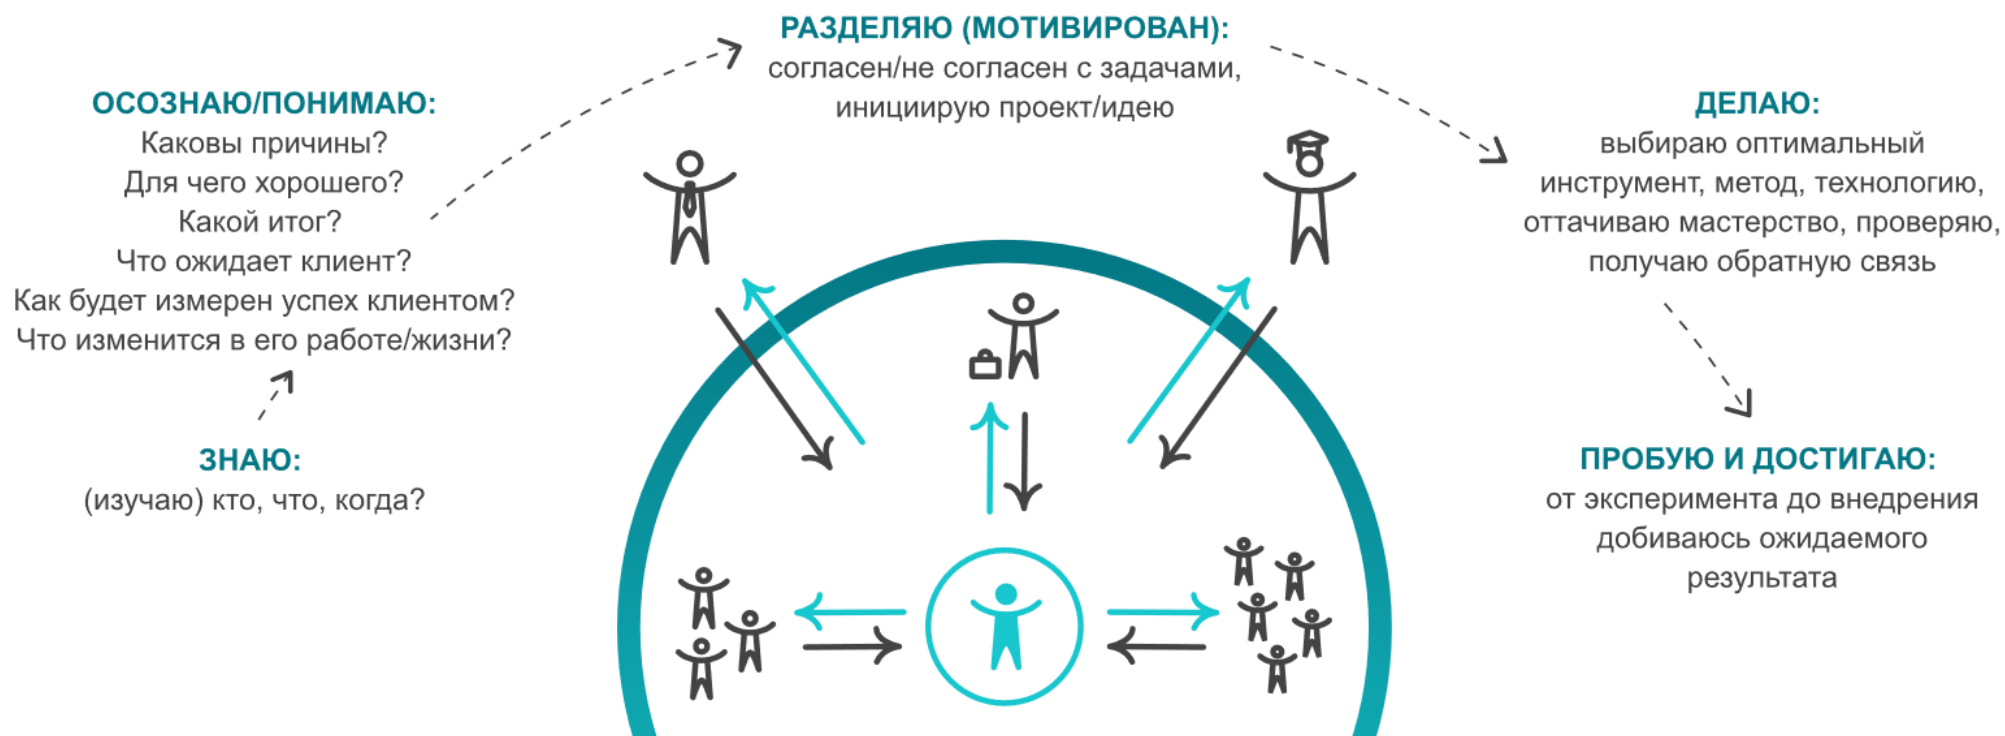 РАЗДЕЛЯЮ (МОТИВИРОВАН):
согласен/не согласен с задачами,
инициирую проект/идею
ОСОЗНАЮ/ПОНИМАЮ:
Каковы причины?
Для чего хорошего?
Какой итог?
Что ожидает клиент?
Как будет измерен успех клиентом?
Что изменится в его работе/жизни?
ДЕЛАЮ:
выбираю оптимальный
инструмент, метод, технологию,
оттачиваю мастерство, проверяю,
получаю обратную связь
ЗНАЮ:
(изучаю) кто, что, когда?
ПРОБУЮ И ДОСТИГАЮ:
от эксперимента до внедрения
добиваюсь ожидаемого
результата